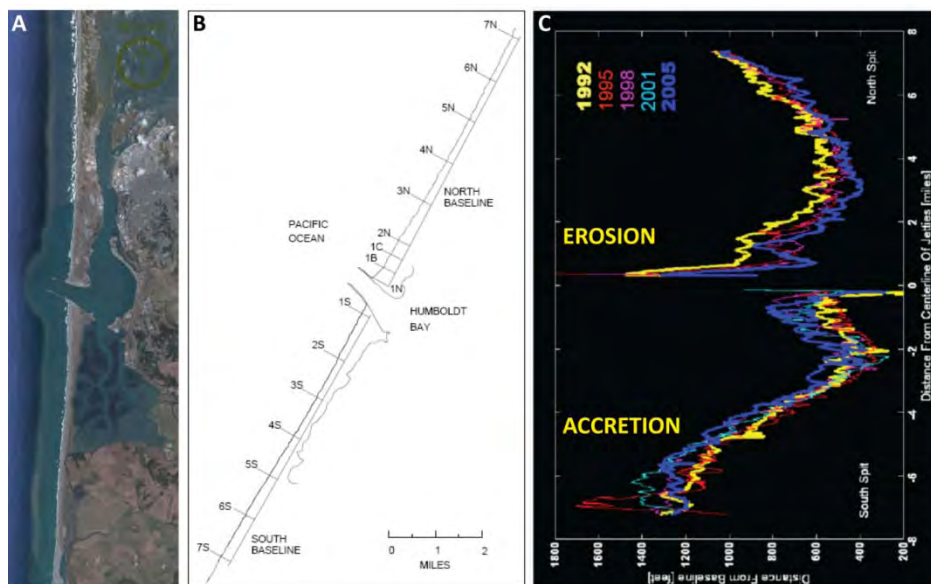 A
B
C
7N
6N
5N
4N
3N
NORTH
BASELINE
PACIFIC
OCEAN
2N
1C
1B
1N
1S
HUMBOLDT
BAY
2S
3S
4S
5S
6S
SOUTH
BASELINE
7S
0 2
MILES
1992
1995
1998
2001
2005
North Spit
EROSION
ACCRETION
South Spit
8
6
4
2
0
-2
-4
-6
-8
Distance From Centerline Of Jetties [miles]
1800 1600 1400 1200 1000 800 600 400 200
Distance From Baseline [feet]